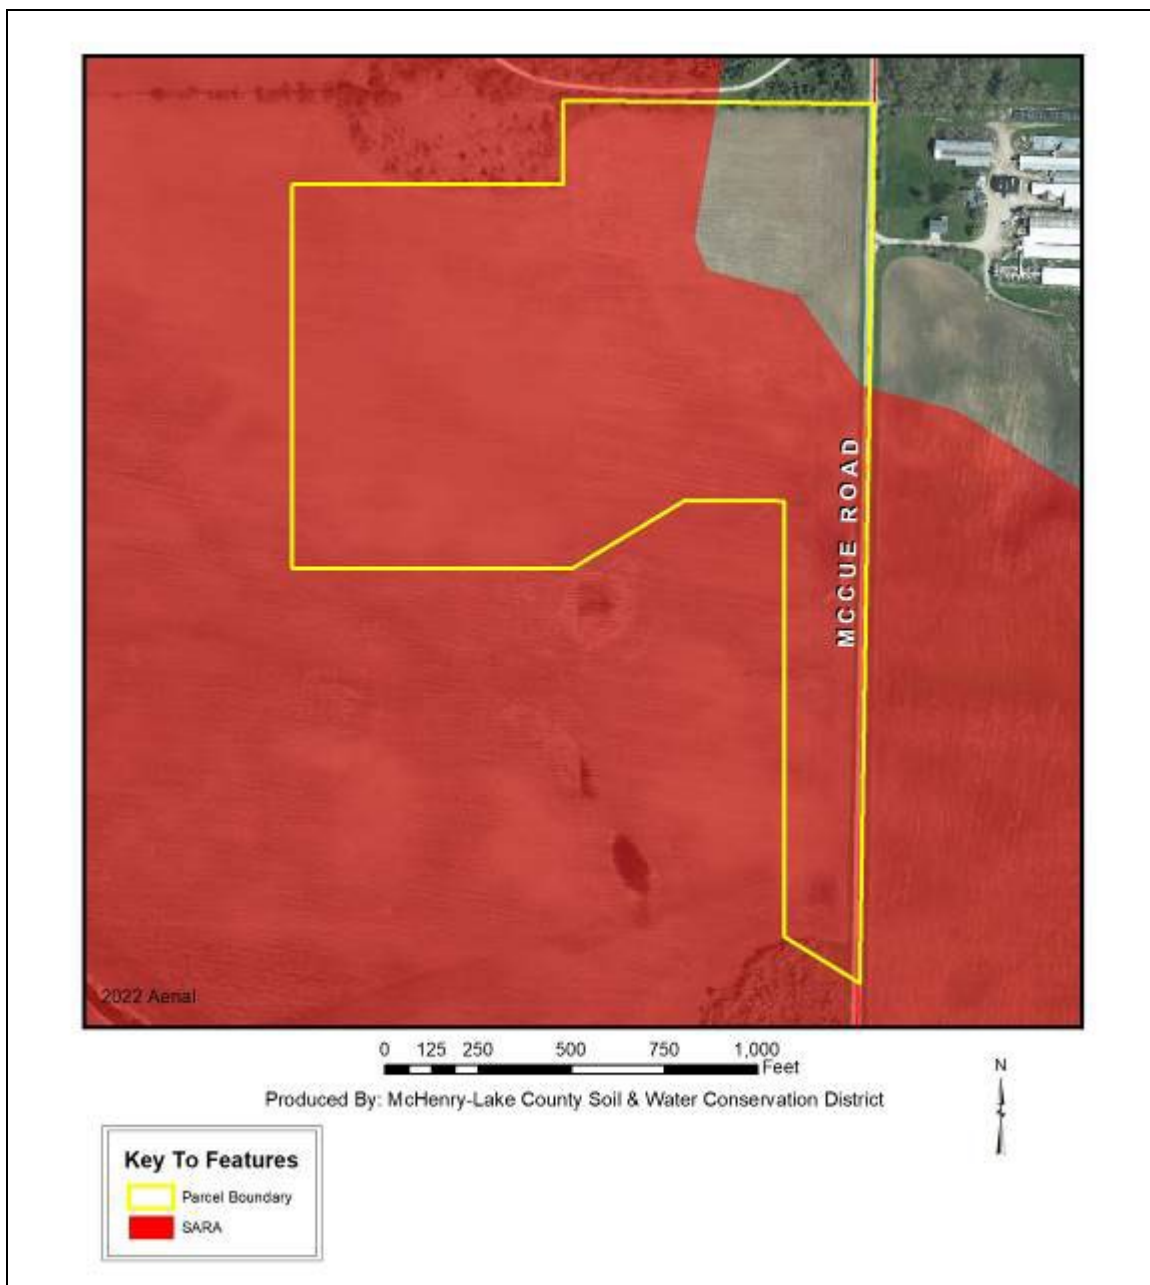 MCCUE ROAD
2022 Aerial
0 125 250 500 750 1,000
Feet
N
Produced By: McHenry-Lake County Soil & Water Conservation District
Key To Features
Parcel Boundary
SARA